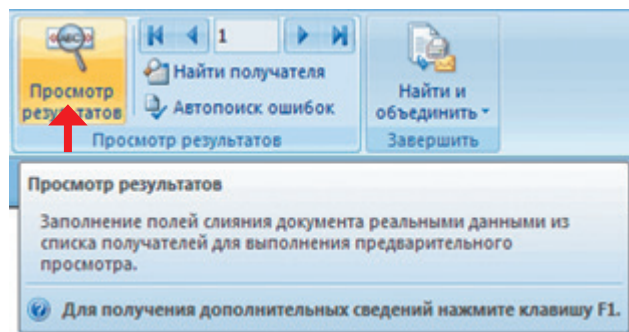 «ABC»
1
Найти получателя
Автопоиск ошибок
Просмотр
результатов
Найти и
объединить
Просмотр результатов
Завершить
Просмотр результатов
Заполнение полей слияния документа реальными данными из
списка получателей для выполнения предварительного
просмотра.
Для получения дополнительных сведений нажмите клавишу F1.